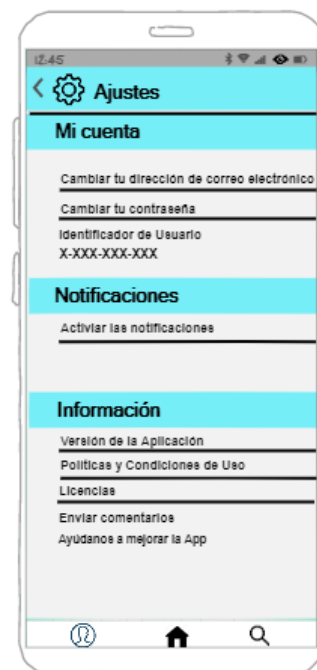 12:45
Ajustes
Mi cuenta
Cambiar tu dirección de correo electrónico
Cambiar tu contraseña
Identificador de Usuario
X-XXX-XXX-XXX
Notificaciones
Activiar las notificaciones
Información
Versión de la Aplicación
Políticas y Condiciones de Uso
Licencias
Enviar comentarios
Ayúdanos a mejorar la App